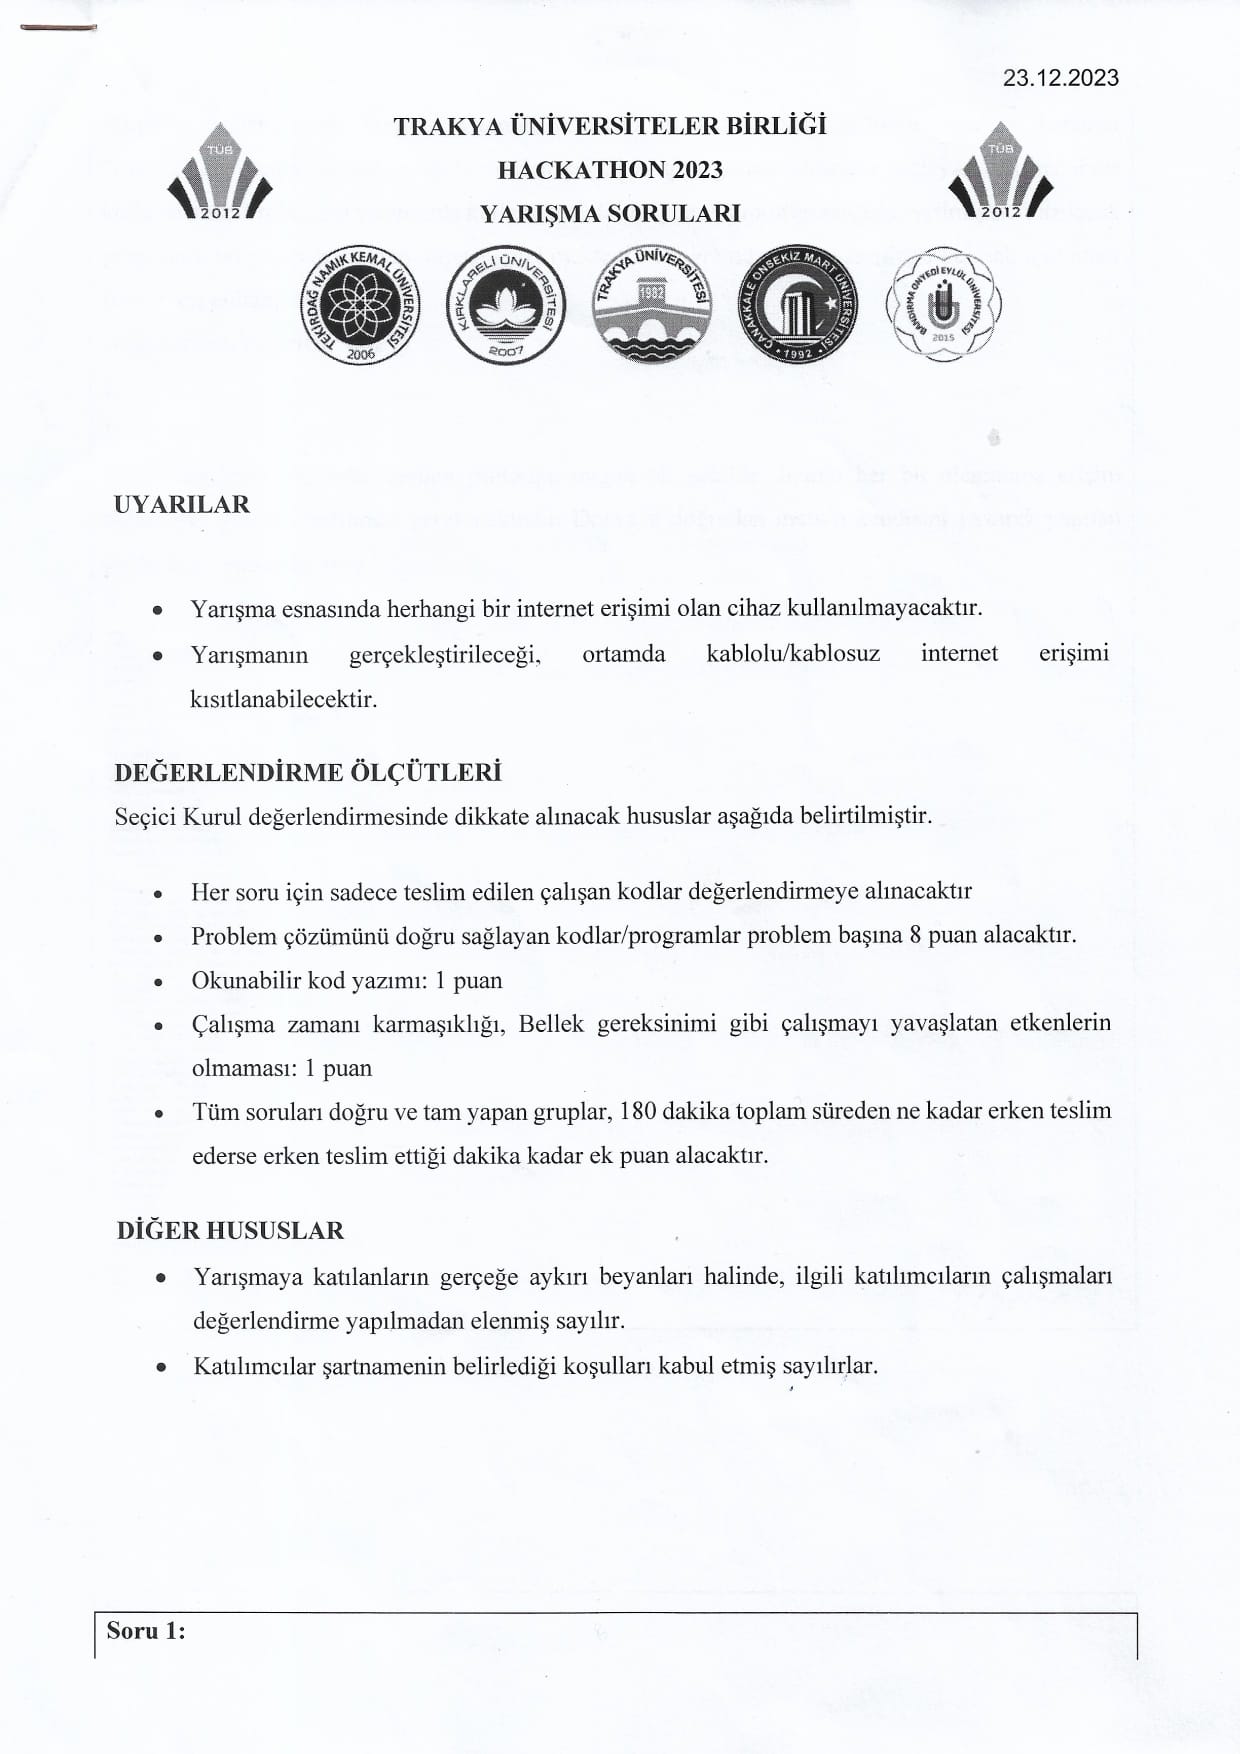 23.12.2023
TRAKYA ÜNİVERSİTELER BİRLİĞİ
HACKATHON 2023
YARIŞMA SORULARI
TÜB
2012
TÜB
2012
TEKİRDAĞ NAMIK KEMAL ÜNİVERSİTESİ
2006
KIRKLARELİ ÜNİVERSİTESİ
2007
TRAKYA ÜNİVERSİTESİ
1982
ÇANAKKALE ONSEKİZ MART ÜNİVERSİTESİ
1992
BANDIRMA ONYEDİ EYLÜL ÜNİVERSİTESİ
2015
UYARILAR
• Yarışma esnasında herhangi bir internet erişimi olan cihaz kullanılmayacaktır.
• Yarışmanın gerçekleştirileceği, ortamda kablolu/kablosuz internet erişimi
kısıtlanabilecektir.
DEĞERLENDİRME ÖLÇÜTLERİ
Seçici Kurul değerlendirmesinde dikkate alınacak hususlar aşağıda belirtilmiştir.
• Her soru için sadece teslim edilen çalışan kodlar değerlendirmeye alınacaktır
• Problem çözümünü doğru sağlayan kodlar/programlar problem başına 8 puan alacaktır.
• Okunabilir kod yazımı: 1 puan
• Çalışma zamanı karmaşıklığı, Bellek gereksinimi gibi çalışmayı yavaşlatan etkenlerin
olmaması: 1 puan
• Tüm soruları doğru ve tam yapan gruplar, 180 dakika toplam süreden ne kadar erken teslim
ederse erken teslim ettiği dakika kadar ek puan alacaktır.
DİĞER HUSUSLAR
• Yarışmaya katılanların gerçeğe aykırı beyanları halinde, ilgili katılımcıların çalışmaları
değerlendirme yapılmadan elenmiş sayılır.
• Katılımcılar şartnamenin belirlediği koşulları kabul etmiş sayılırlar.
Soru 1: